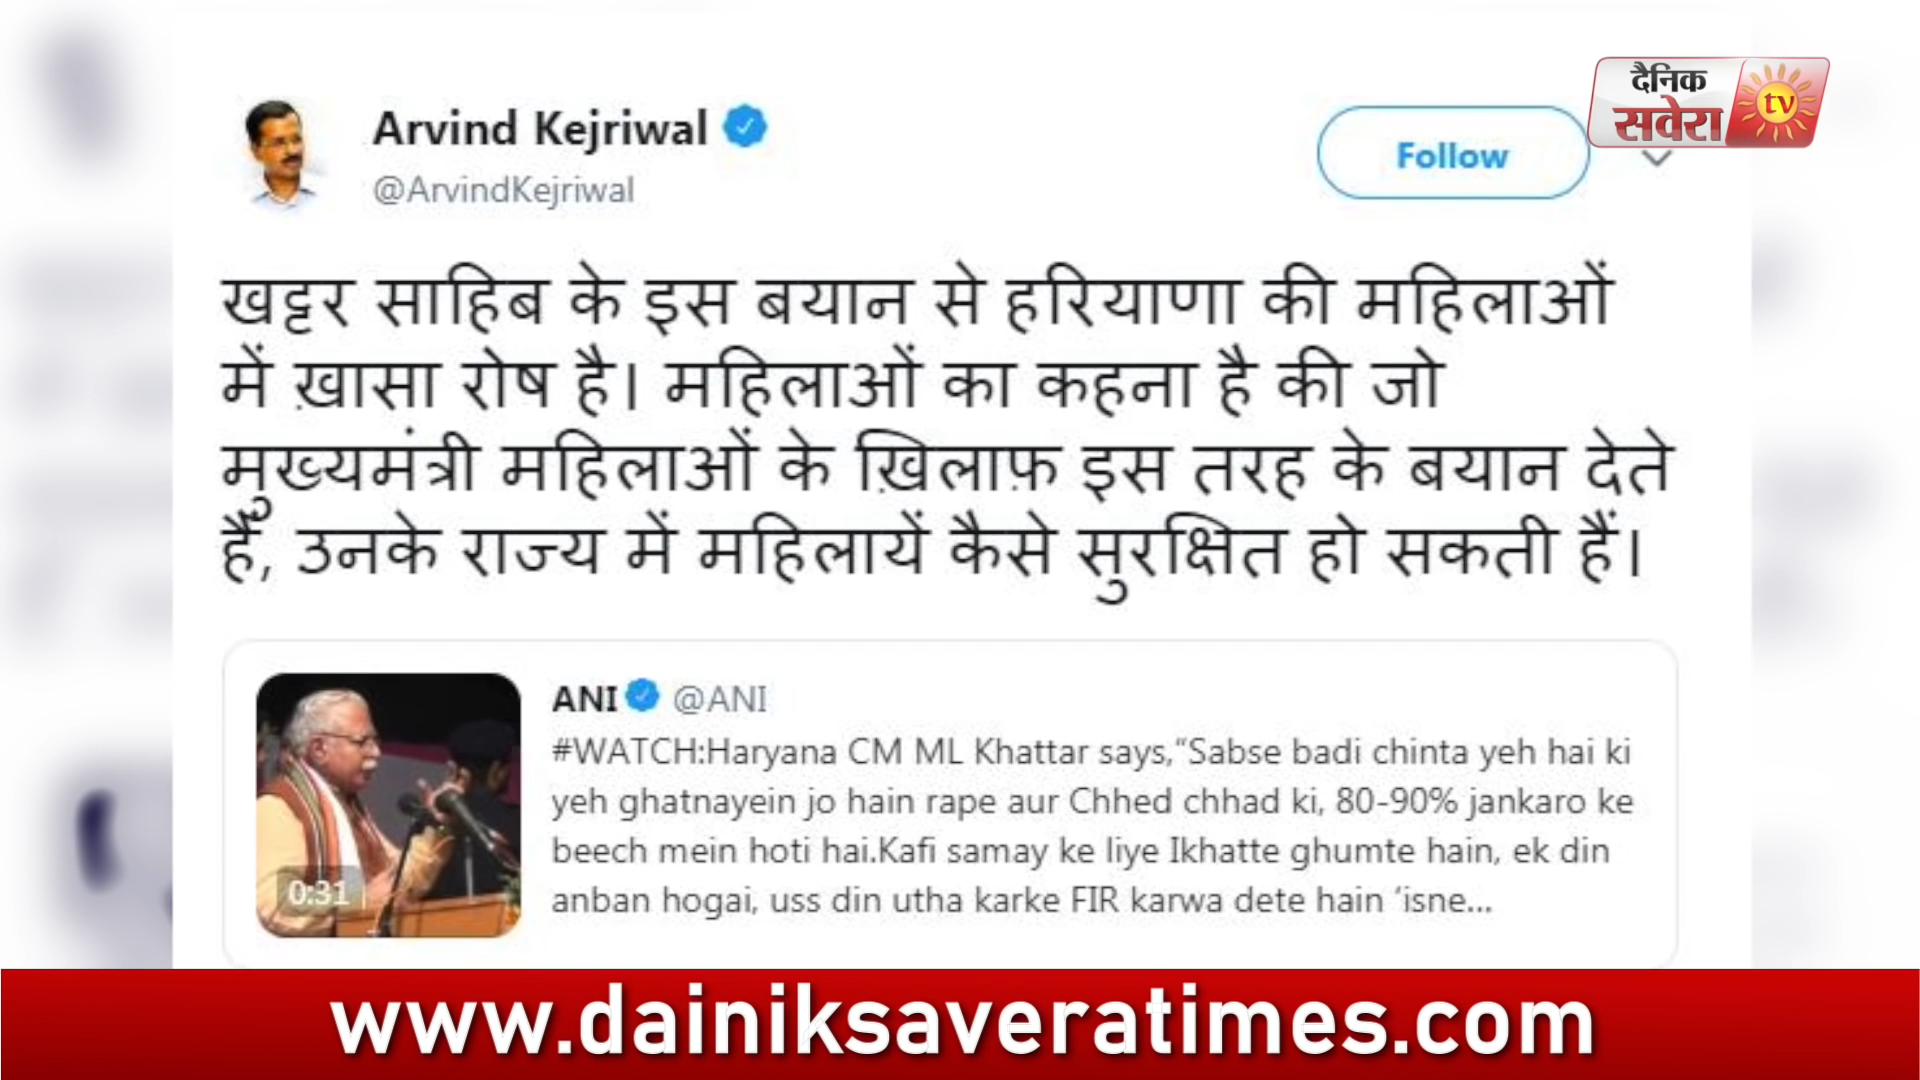 दैनिक
सवेरा
tv
Arvind Kejriwal
@ArvindKejriwal
Follow
खट्टर साहिब के इस बयान से हरियाणा की महिलाओं
में ख़ासा रोष है। महिलाओं का कहना है की जो
मुख्यमंत्री महिलाओं के ख़िलाफ़ इस तरह के बयान देते
हैं, उनके राज्य में महिलायें कैसे सुरक्षित हो सकती हैं।
ANI @ANI
#WATCH:Haryana CM ML Khattar says,“Sabse badi chinta yeh hai ki
yeh ghatnayein jo hain rape aur Chhed chhad ki, 80-90% jankaro ke
beech mein hoti hai.Kafi samay ke liye Ikhatte ghumte hain, ek din
anban hogai, uss din utha karke FIR karwa dete hain ‘isne...
0:31
www.dainiksaveratimes.com